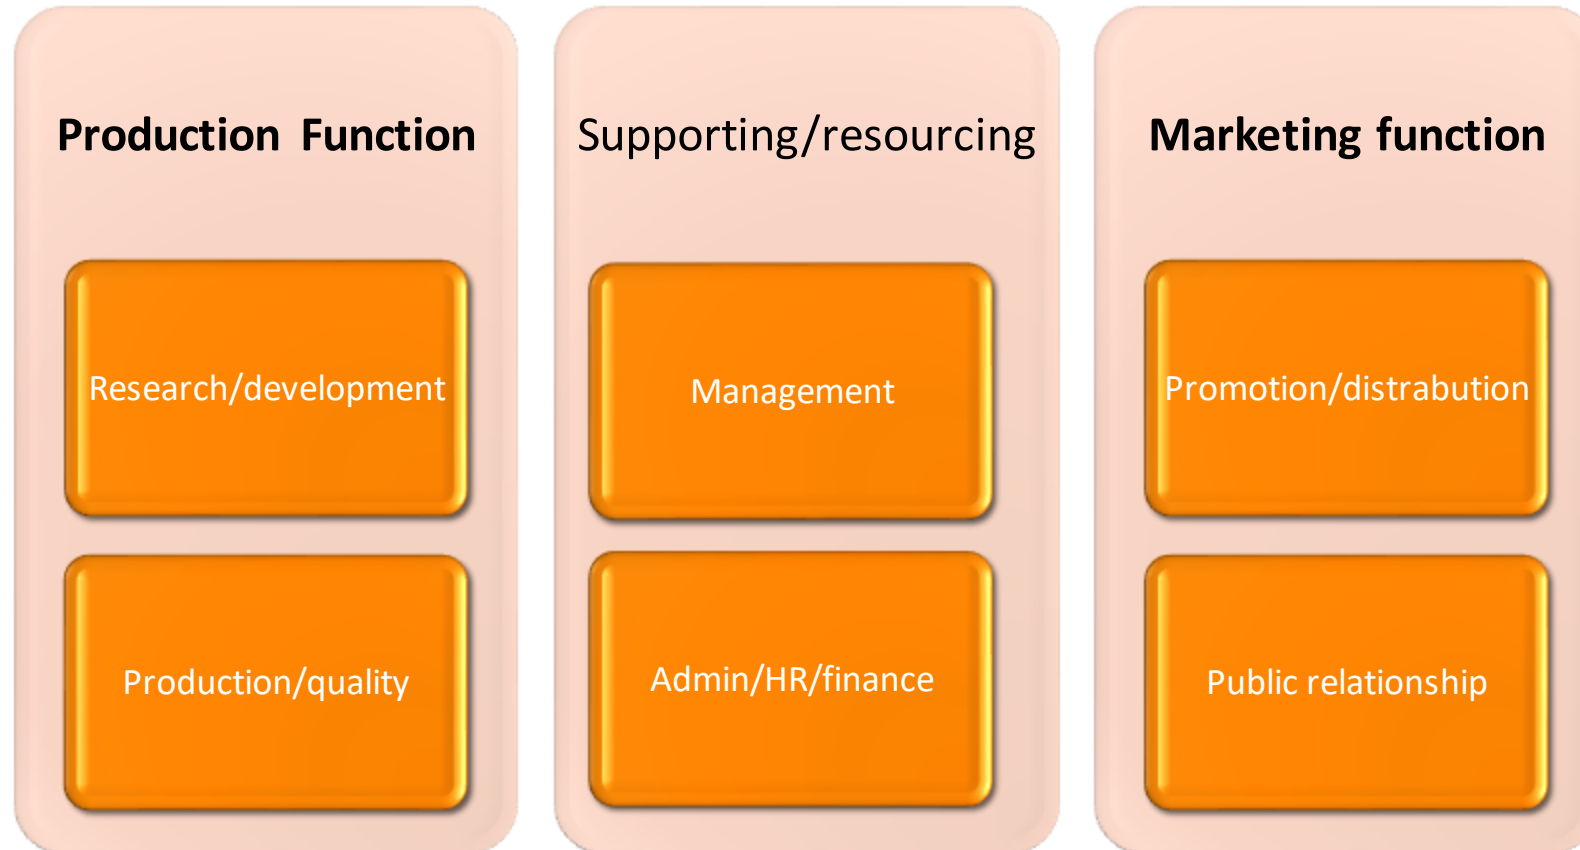 Production Function
Research/development
Production/quality
Supporting/resourcing
Management
Admin/HR/finance
Marketing function
Promotion/distrabution
Public relationship